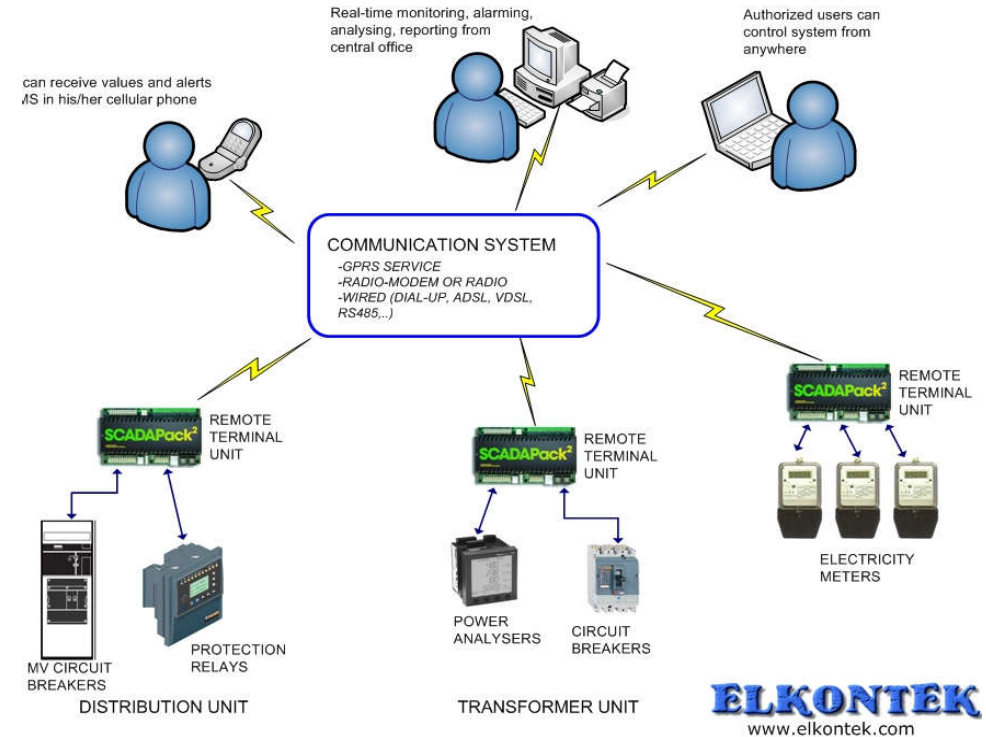 Real-time monitoring, alarming,
analysing, reporting from
central office
Authorized users can
control system from
anywhere
can receive values and alerts
MS in his/her cellular phone
COMMUNICATION SYSTEM
-GPRS SERVICE
-RADIO-MODEM OR RADIO
-WIRED (DIAL-UP, ADSL, VDSL,
RS485,..)
SCADAPack²
REMOTE
TERMINAL
UNIT
SCADAPack²
REMOTE
TERMINAL
UNIT
SCADAPack²
REMOTE
TERMINAL
UNIT
MV CIRCUIT
BREAKERS
PROTECTION
RELAYS
DISTRIBUTION UNIT
POWER
ANALYSERS
CIRCUIT
BREAKERS
TRANSFORMER UNIT
ELECTRICITY
METERS
ELKONTEK
www.elkontek.com